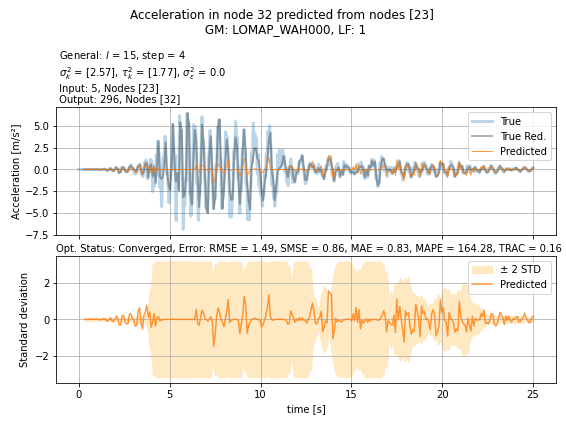 Acceleration in node 32 predicted from nodes [23]
GM: LOMAP_WAH000, LF: 1
General: l = 15, step = 4
σ²ₖ = [2.57], τ²ₖ = [1.77], σ²ε = 0.0
Input: 5, Nodes [23]
Output: 296, Nodes [32]
Acceleration [m/s²]
5.0
2.5
0.0
−2.5
−5.0
−7.5
True
True Red.
Predicted
Opt. Status: Converged, Error: RMSE = 1.49, SMSE = 0.86, MAE = 0.83, MAPE = 164.28, TRAC = 0.16
Standard deviation
2
0
−2
± 2 STD
Predicted
0 5 10 15 20 25
time [s]